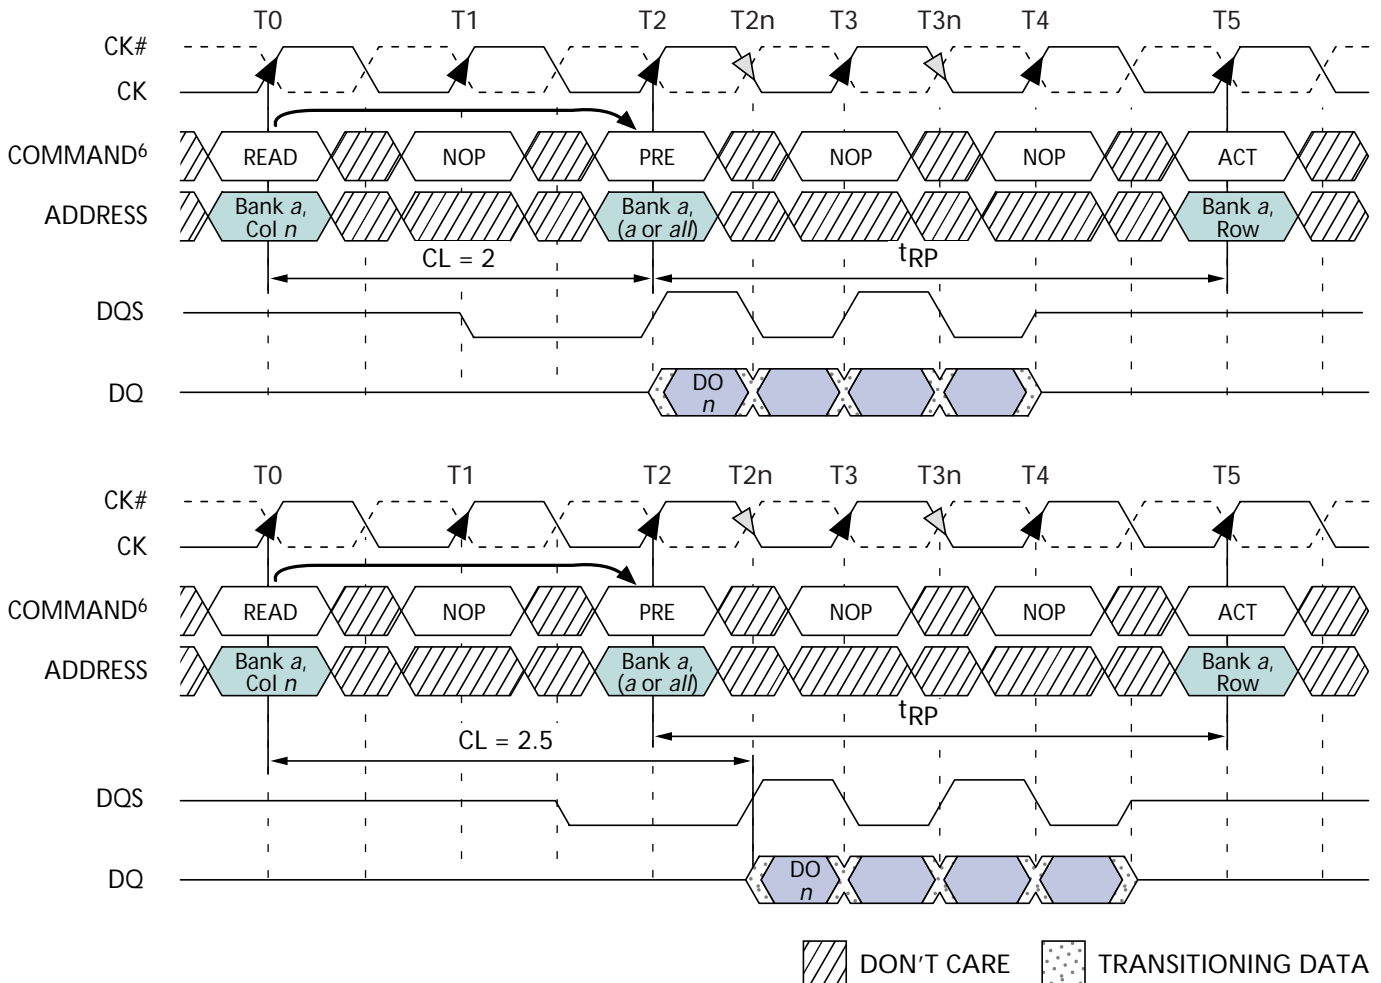 T0 T1 T2 T2n T3 T3n T4 T5
CK#
CK
COMMAND6 READ NOP PRE NOP NOP ACT
ADDRESS Bank a, Col n Bank a, (a or all) Bank a, Row
CL = 2 tRP
DQS
DQ DO n
T0 T1 T2 T2n T3 T3n T4 T5
CK#
CK
COMMAND6 READ NOP PRE NOP NOP ACT
ADDRESS Bank a, Col n Bank a, (a or all) Bank a, Row
tRP
CL = 2.5
DQS
DQ DO n
DON'T CARE TRANSITIONING DATA